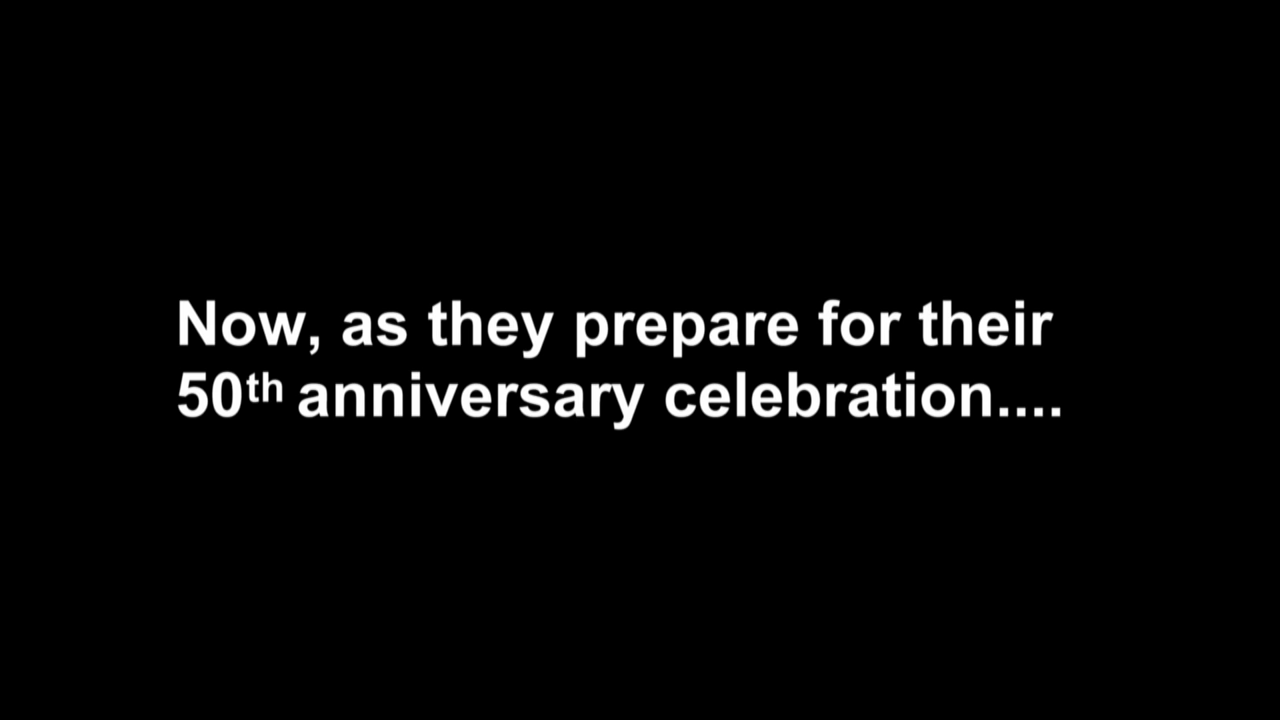 Now, as they prepare for their
50th anniversary celebration....